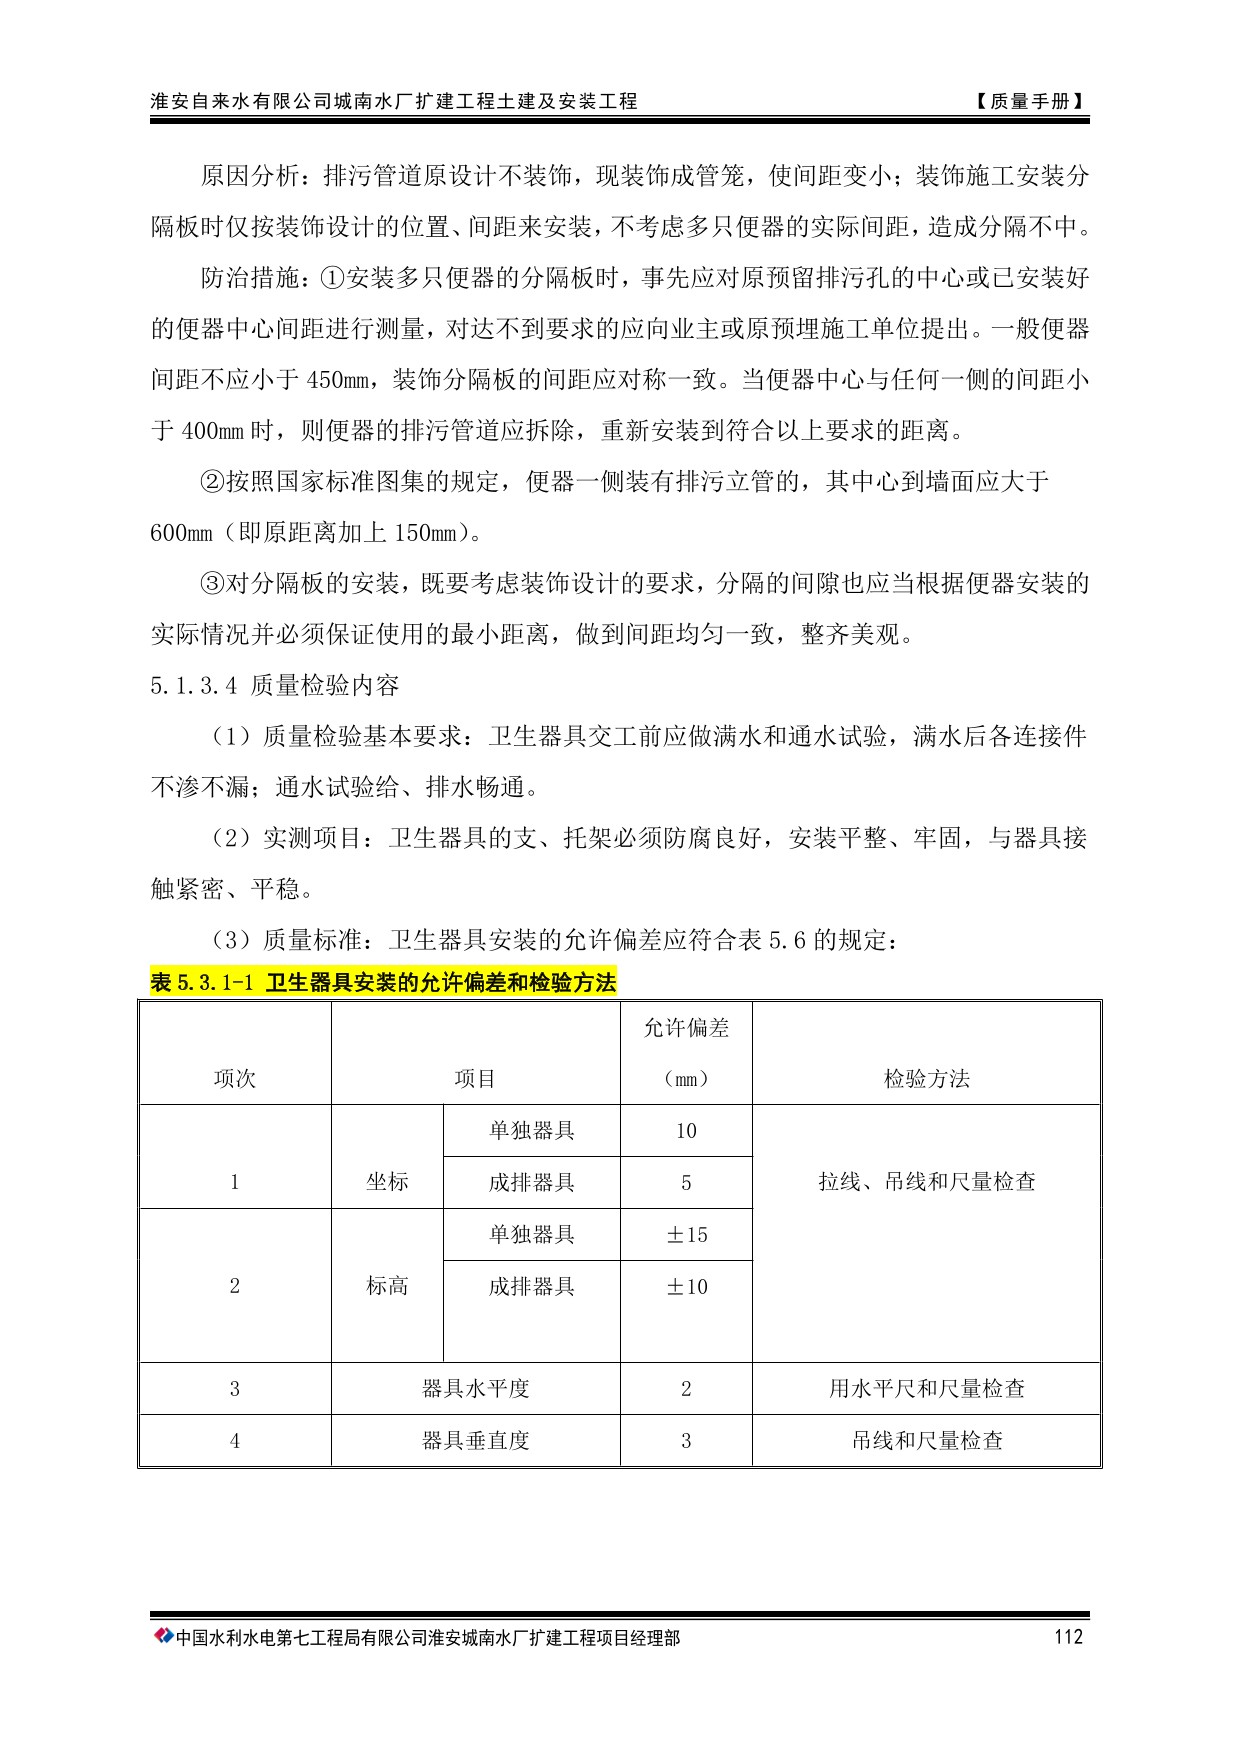 淮安自来水有限公司城南水厂扩建工程土建及安装工程 【质量手册】
原因分析：排污管道原设计不装饰，现装饰成管笼，使间距变小；装饰施工安装分
隔板时仅按装饰设计的位置、间距来安装，不考虑多只便器的实际间距，造成分隔不中。
防治措施：①安装多只便器的分隔板时，事先应对原预留排污孔的中心或已安装好
的便器中心间距进行测量，对达不到要求的应向业主或原预埋施工单位提出。一般便器
间距不应小于 450mm，装饰分隔板的间距应对称一致。当便器中心与任何一侧的间距小
于 400mm 时，则便器的排污管道应拆除，重新安装到符合以上要求的距离。
②按照国家标准图集的规定，便器一侧装有排污立管的，其中心到墙面应大于
600mm（即原距离加上 150mm）。
③对分隔板的安装，既要考虑装饰设计的要求，分隔的间隙也应当根据便器安装的
实际情况并必须保证使用的最小距离，做到间距均匀一致，整齐美观。
5.1.3.4 质量检验内容
（1）质量检验基本要求：卫生器具交工前应做满水和通水试验，满水后各连接件
不渗不漏；通水试验给、排水畅通。
（2）实测项目：卫生器具的支、托架必须防腐良好，安装平整、牢固，与器具接
触紧密、平稳。
（3）质量标准：卫生器具安装的允许偏差应符合表 5.6 的规定：
表 5.3.1-1 卫生器具安装的允许偏差和检验方法
项次 项目 允许偏差（mm） 检验方法
1 坐标 单独器具 10 拉线、吊线和尺量检查
成排器具 5
2 标高 单独器具 ±15
成排器具 ±10
3 器具水平度 2 用水平尺和尺量检查
4 器具垂直度 3 吊线和尺量检查
中国水利水电第七工程局有限公司淮安城南水厂扩建工程项目经理部 112